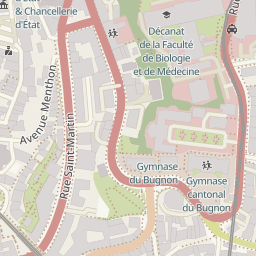 & Chancellerie
d'État
Décanat
de la Faculté
de Biologie
et de Médecine
Rue
Avenue Menthon
Rue Saint-Martin
Gymnase
du Bugnon
Gymnase
cantonal
du Bugnon